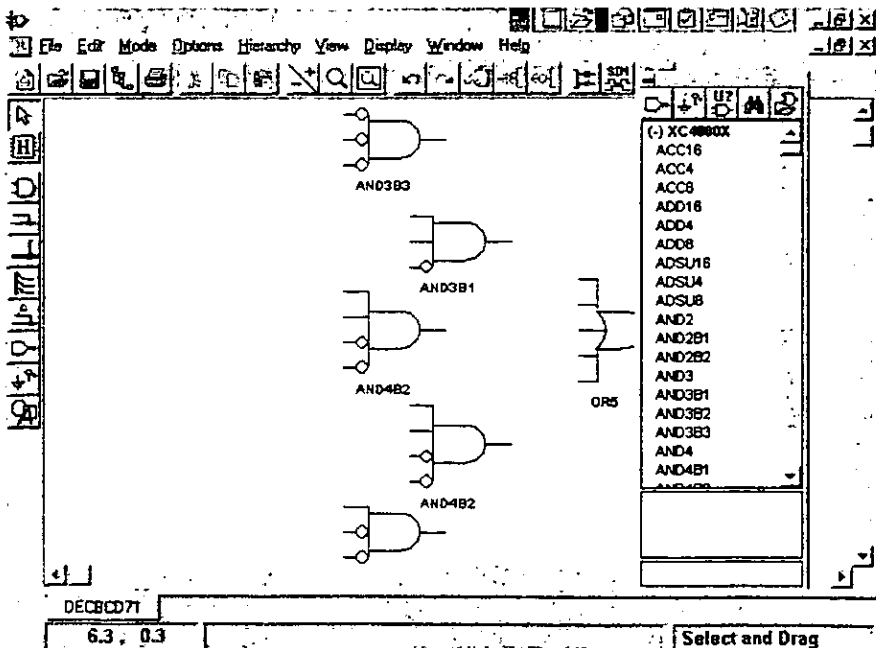 File Edit Mode Options Hierarchy View Display Window Help
SIM
U?
H
(-) XC4000X
ACC16
ACC4
ACC8
ADD16
ADD4
ADD8
ADSU16
ADSU4
ADSU8
AND2
AND2B1
AND2B2
AND3
AND3B1
AND3B2
AND3B3
AND4
AND4B1
AND3B3
AND3B1
AND4B2
OR5
AND4B2
DECBCD71
6.3 , 0.3
Select and Drag